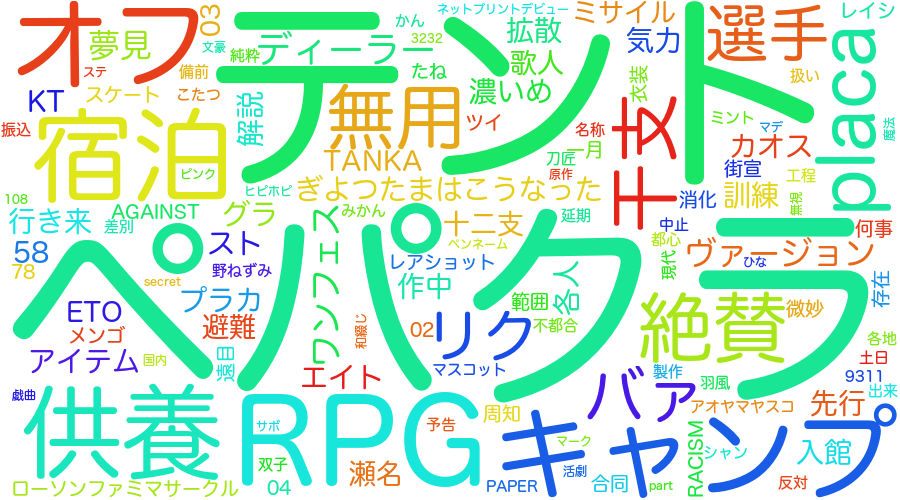 オフ
テント
選手
placa
ミサイル
レイシ
ネットプリントデビュー
03
かん
3232
文豪
夢見
純粋
ディーラー
拡散
気力
ステ
備前
たね
歌人
扱い
KT
スケート
こたつ
濃いめ
衣装
振込
解説
無用
ツイ
名称
干支
ミント
マデ
カオス
魔法
宿泊
ピンク
TANKA
一月
刀匠
原作
街宣
工程
108
ヒピホピ
ぎよつたまはこうなった
消化
訓練
無視
行き来
AGAINST
差別
グラ
みかん
十二支
延期
中止
何事
58
スト
ペンネーム
都心
ヴァージョン
78
野ねずみ
レアショット
現代
ひな
secret
ペパクラ
作中
各人
存在
ETO
プラカ
ワンフェス
範囲
絶賛
微妙
メンゴ
避難
和綴じ
02
リク
不都合
各地
アイテム
国内
遠目
エイト
マスコット
製作
土日
戯曲
バァ
羽風
9311
出来
供養
RPG
アオヤマヤスコ
先行
サポ
予告
周知
キャンプ
双子
瀬名
マーク
RACISM
シャン
入館
ローソンファミマサークル
04
PAPER
活劇
合同
part
反対